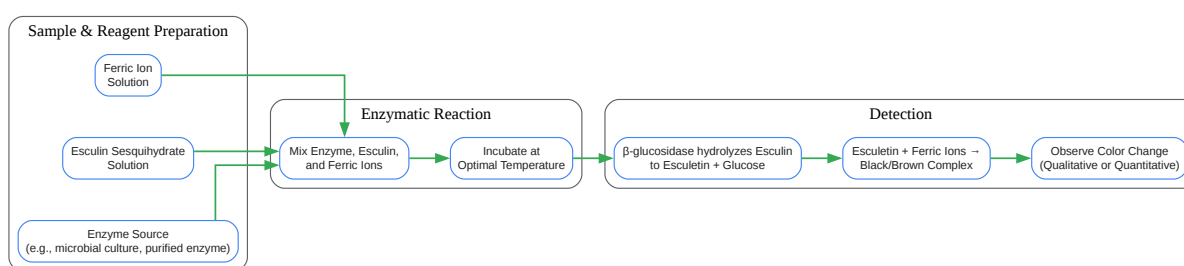 Sample & Reagent Preparation
Ferric Ion
Solution
Esculin Sesquihydrate
Solution
Enzyme Source
(e.g., microbial culture, purified enzyme)
Enzymatic Reaction
Mix Enzyme, Esculin,
and Ferric Ions
Incubate at
Optimal Temperature
Detection
β-glucosidase hydrolyzes Esculin
to Esculetin + Glucose
Esculetin + Ferric Ions →
Black/Brown Complex
Observe Color Change
(Qualitative or Quantitative)